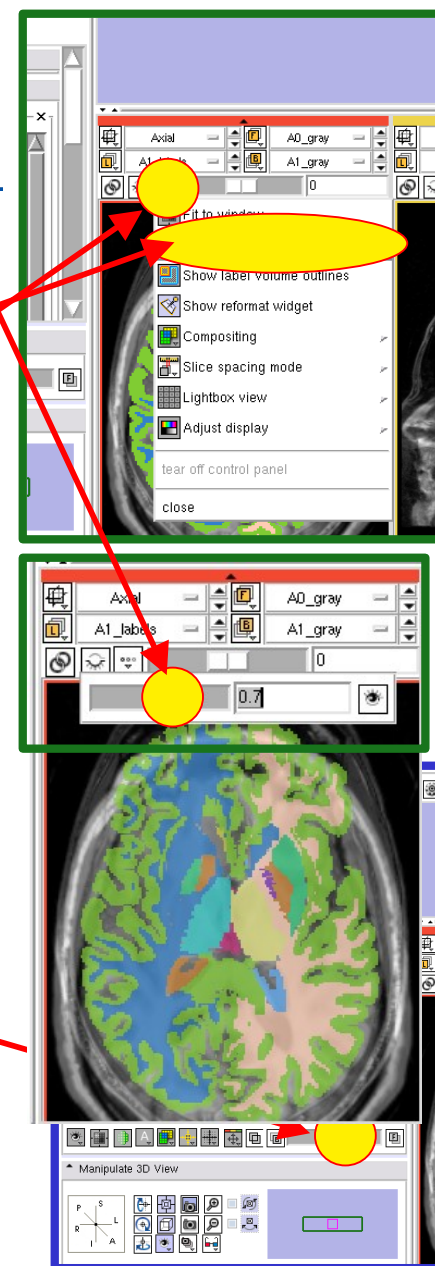 Axial A0_gray
A1_gray
0
Fit to window
Show label volume outlines
Show reformat widget
Compositing
Slice spacing mode
Lightbox view
Adjust display
tear off control panel
close
F
Axial F A0_gray
L A1_labels B A1_gray
0
0.7
Manipulate 3D View
P S
R L
I A